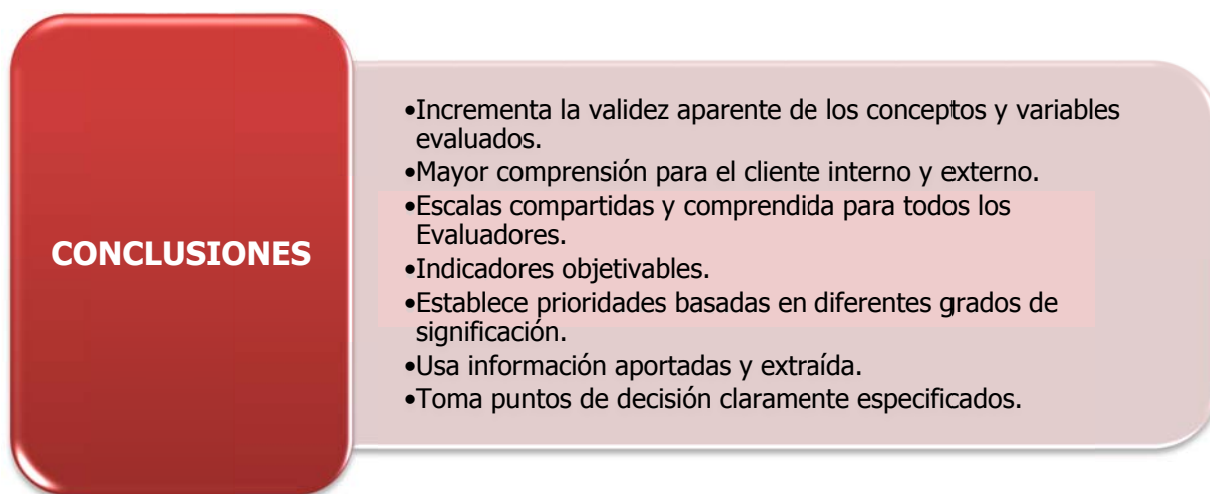 CONCLUSIONES
•Incrementa la validez aparente de los conceptos y variables
evaluados.
•Mayor comprensión para el cliente interno y externo.
•Escalas compartidas y comprendida para todos los
Evaluadores.
•Indicadores objetivables.
•Establece prioridades basadas en diferentes grados de
significación.
•Usa información aportadas y extraída.
•Toma puntos de decisión claramente especificados.